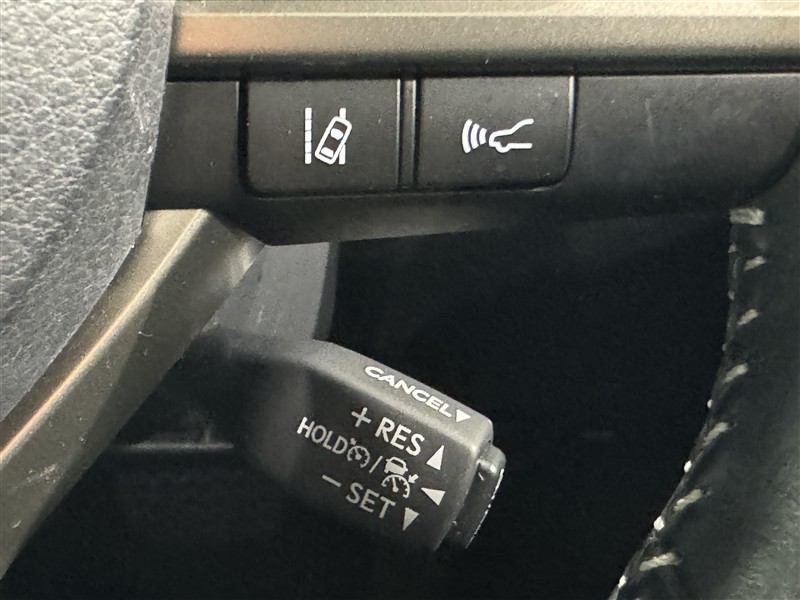 CANCEL▼
+ RES ▲
HOLD / ◀
− SET ▼